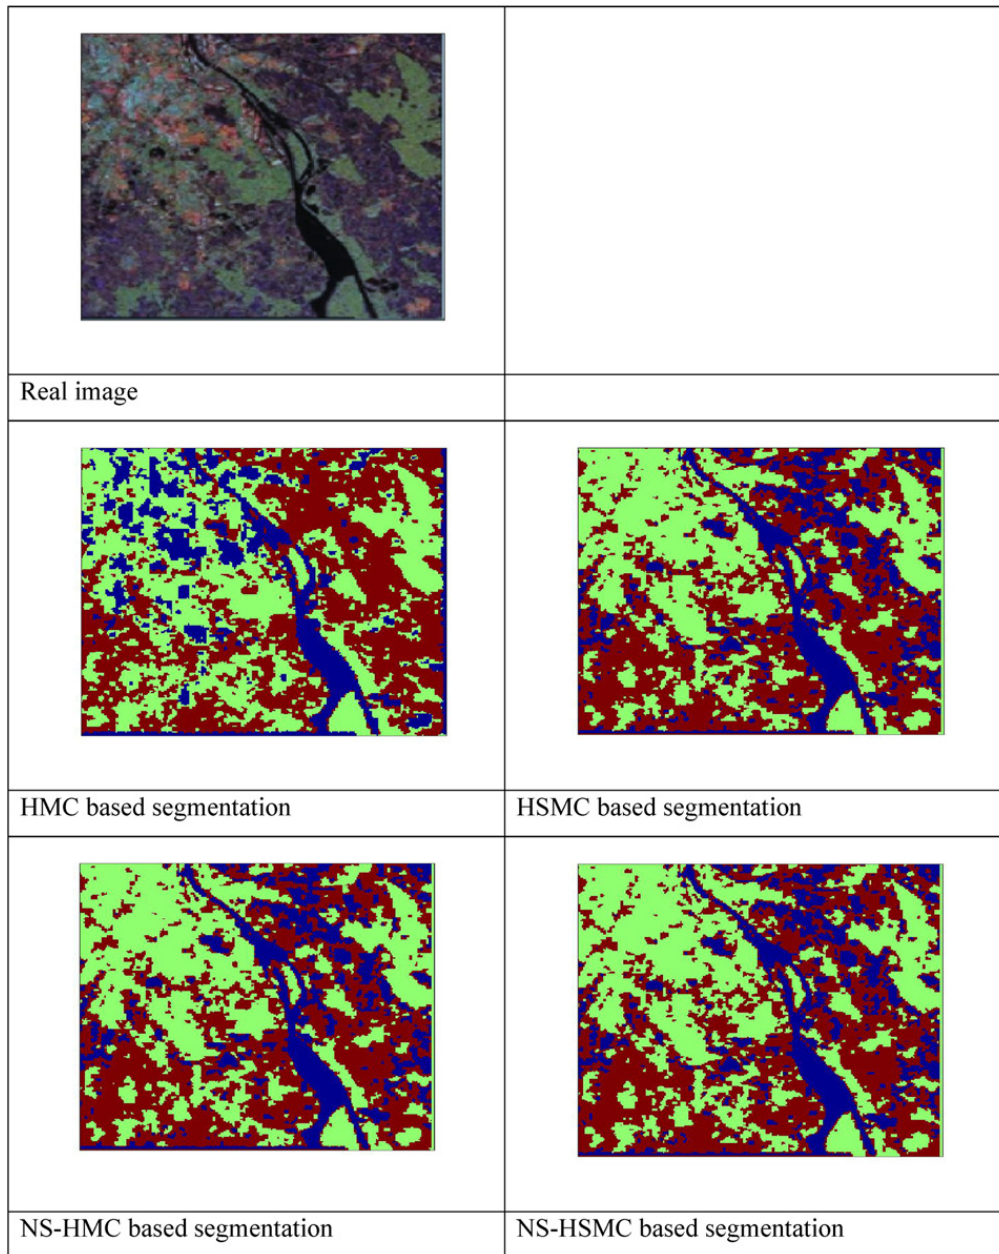 Real image
HMC based segmentation
HSMC based segmentation
NS-HMC based segmentation
NS-HSMC based segmentation